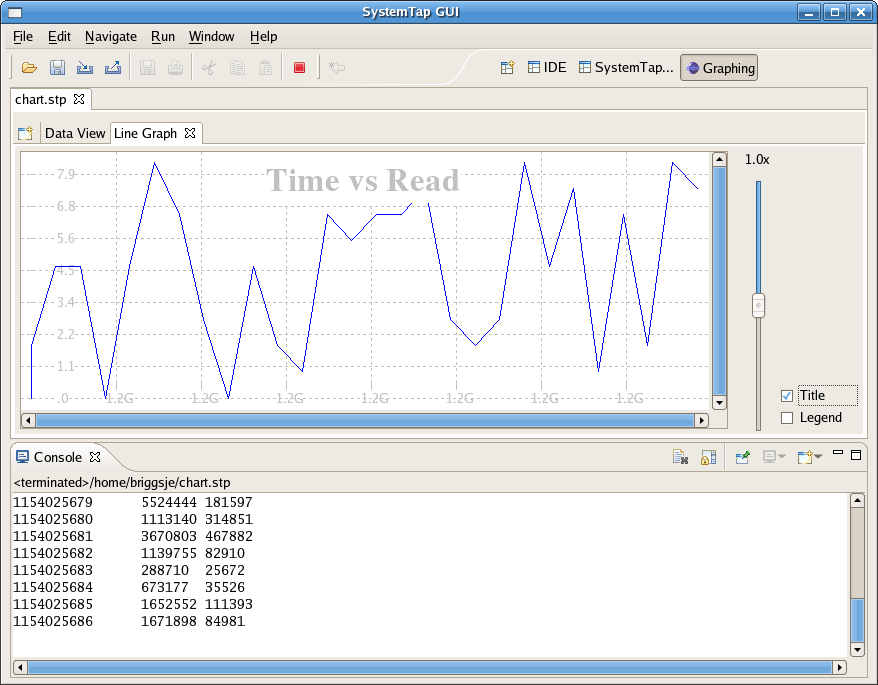 SystemTap GUI
File Edit Navigate Run Window Help
IDE SystemTap... Graphing
chart.stp
Data View Line Graph
Time vs Read
1.0x
7.9
6.8
5.6
4.5
3.4
2.2
1.1
.0 1.2G 1.2G 1.2G 1.2G 1.2G 1.2G 1.2G
Title
Legend
Console
<terminated>/home/briggsje/chart.stp
1154025679 5524444 181597
1154025680 1113140 314851
1154025681 3670803 467882
1154025682 1139755 82910
1154025683 288710 25672
1154025684 673177 35526
1154025685 1652552 111393
1154025686 1671898 84981